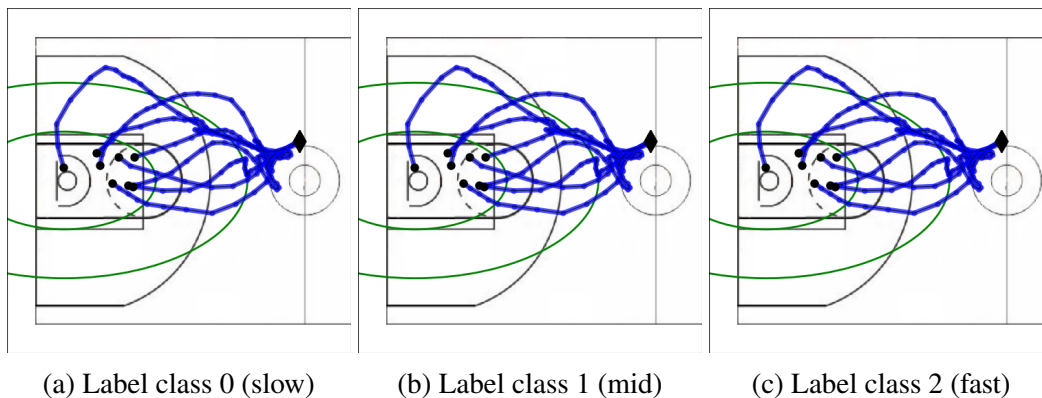 (a) Label class 0 (slow)
(b) Label class 1 (mid)
(c) Label class 2 (fast)